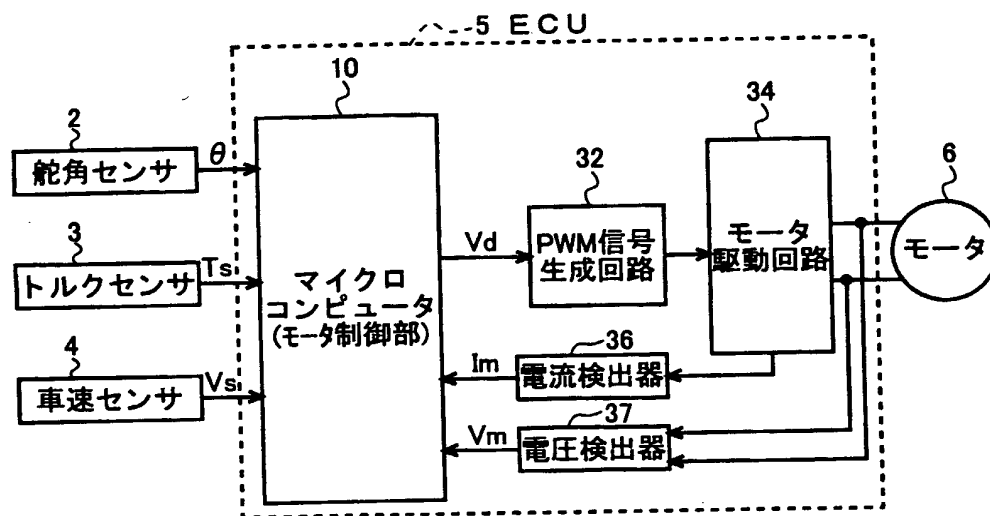 5 ECU
10
34
2
舵角センサ
θ
32
6
3
トルクセンサ
Ts
マイクロ
コンピュータ
(モータ制御部)
Vd
PWM信号
生成回路
モータ
駆動回路
モータ
4
車速センサ
Vs
Im
36
電流検出器
Vm
37
電圧検出器